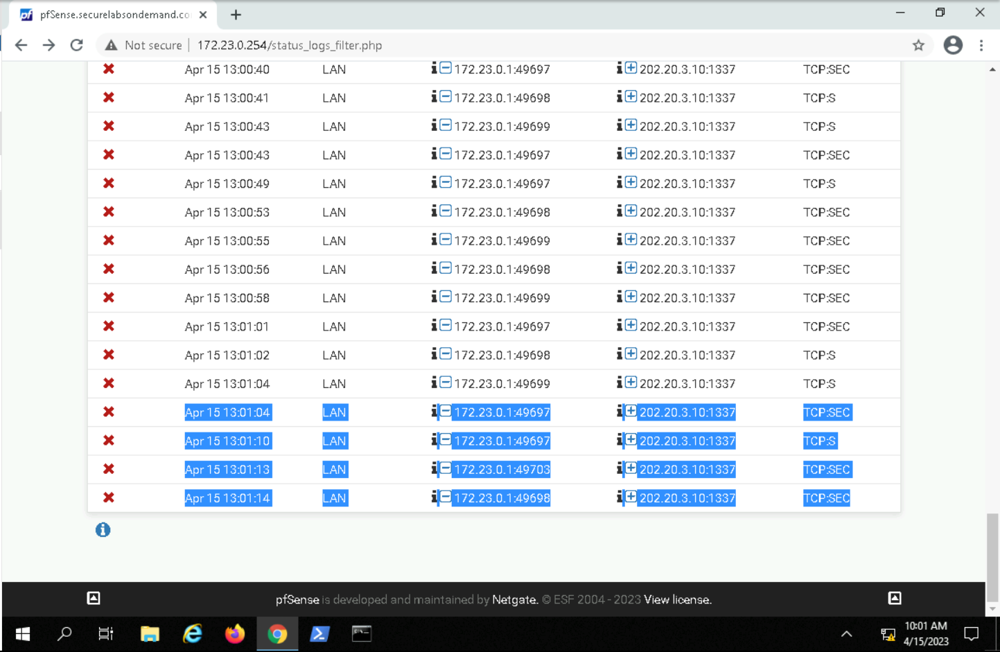 pfSense.securelabsondemand.co
Not secure 172.23.0.254/status_logs_filter.php
Apr 15 13:00:40 LAN 172.23.0.1:49697 202.20.3.10:1337 TCP:SEC
Apr 15 13:00:41 LAN 172.23.0.1:49698 202.20.3.10:1337 TCP:S
Apr 15 13:00:43 LAN 172.23.0.1:49699 202.20.3.10:1337 TCP:S
Apr 15 13:00:43 LAN 172.23.0.1:49697 202.20.3.10:1337 TCP:SEC
Apr 15 13:00:49 LAN 172.23.0.1:49697 202.20.3.10:1337 TCP:S
Apr 15 13:00:53 LAN 172.23.0.1:49698 202.20.3.10:1337 TCP:SEC
Apr 15 13:00:55 LAN 172.23.0.1:49699 202.20.3.10:1337 TCP:SEC
Apr 15 13:00:56 LAN 172.23.0.1:49698 202.20.3.10:1337 TCP:SEC
Apr 15 13:00:58 LAN 172.23.0.1:49699 202.20.3.10:1337 TCP:SEC
Apr 15 13:01:01 LAN 172.23.0.1:49697 202.20.3.10:1337 TCP:SEC
Apr 15 13:01:02 LAN 172.23.0.1:49698 202.20.3.10:1337 TCP:S
Apr 15 13:01:04 LAN 172.23.0.1:49699 202.20.3.10:1337 TCP:S
Apr 15 13:01:04 LAN 172.23.0.1:49697 202.20.3.10:1337 TCP:SEC
Apr 15 13:01:10 LAN 172.23.0.1:49697 202.20.3.10:1337 TCP:S
Apr 15 13:01:13 LAN 172.23.0.1:49703 202.20.3.10:1337 TCP:SEC
Apr 15 13:01:14 LAN 172.23.0.1:49698 202.20.3.10:1337 TCP:SEC
pfSense is developed and maintained by Netgate. © ESF 2004 - 2023 View license.
10:01 AM
4/15/2023